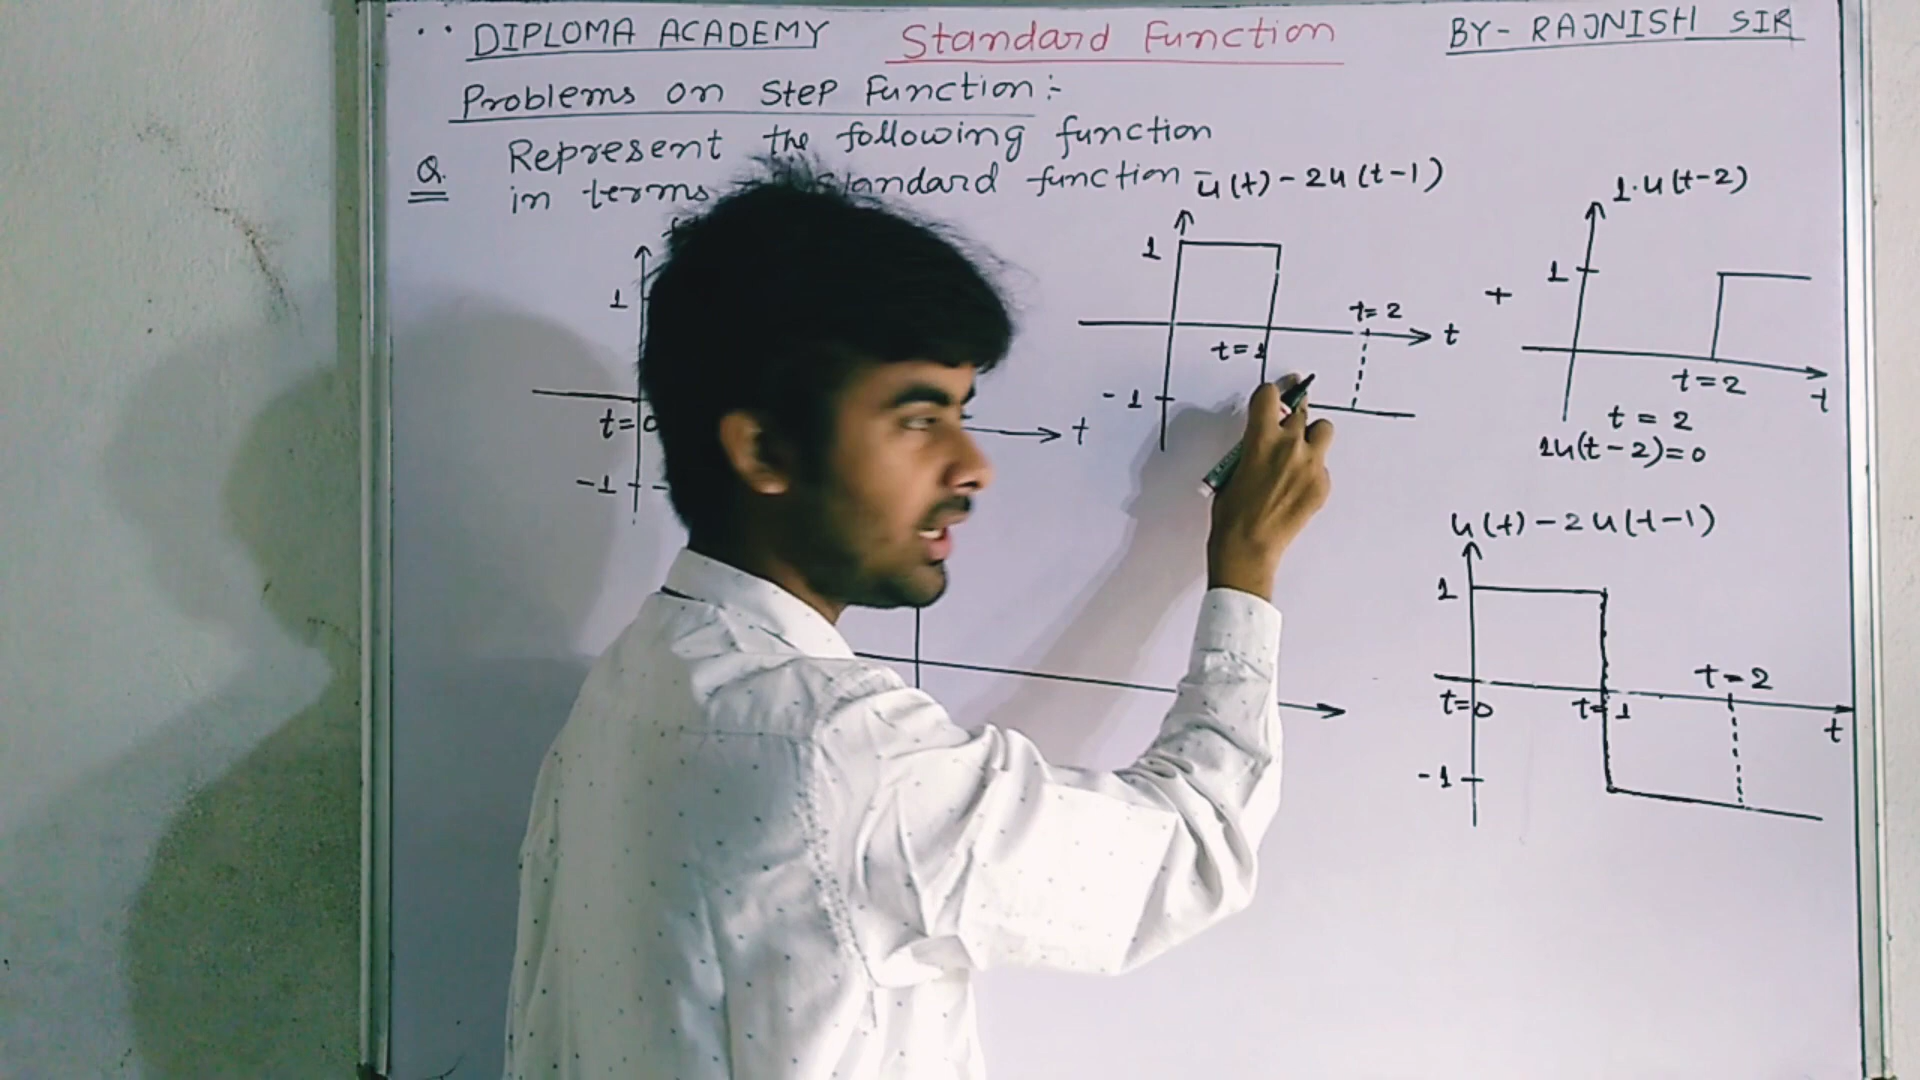 DIPLOMA ACADEMY Standard Function BY- RAJNISH SIR
Problems on Step Function :-
Q. Represent the following function
in terms standard function -
u(t) - 2u(t-1)
1
t=1
t=2
t
-1
+
1.u(t-2)
1
t=2
t
t = 2
1u(t-2)=0
1
t=0
-1
t
u(t) - 2u(t-1)
1
t=0
t=1
t=2
t
-1